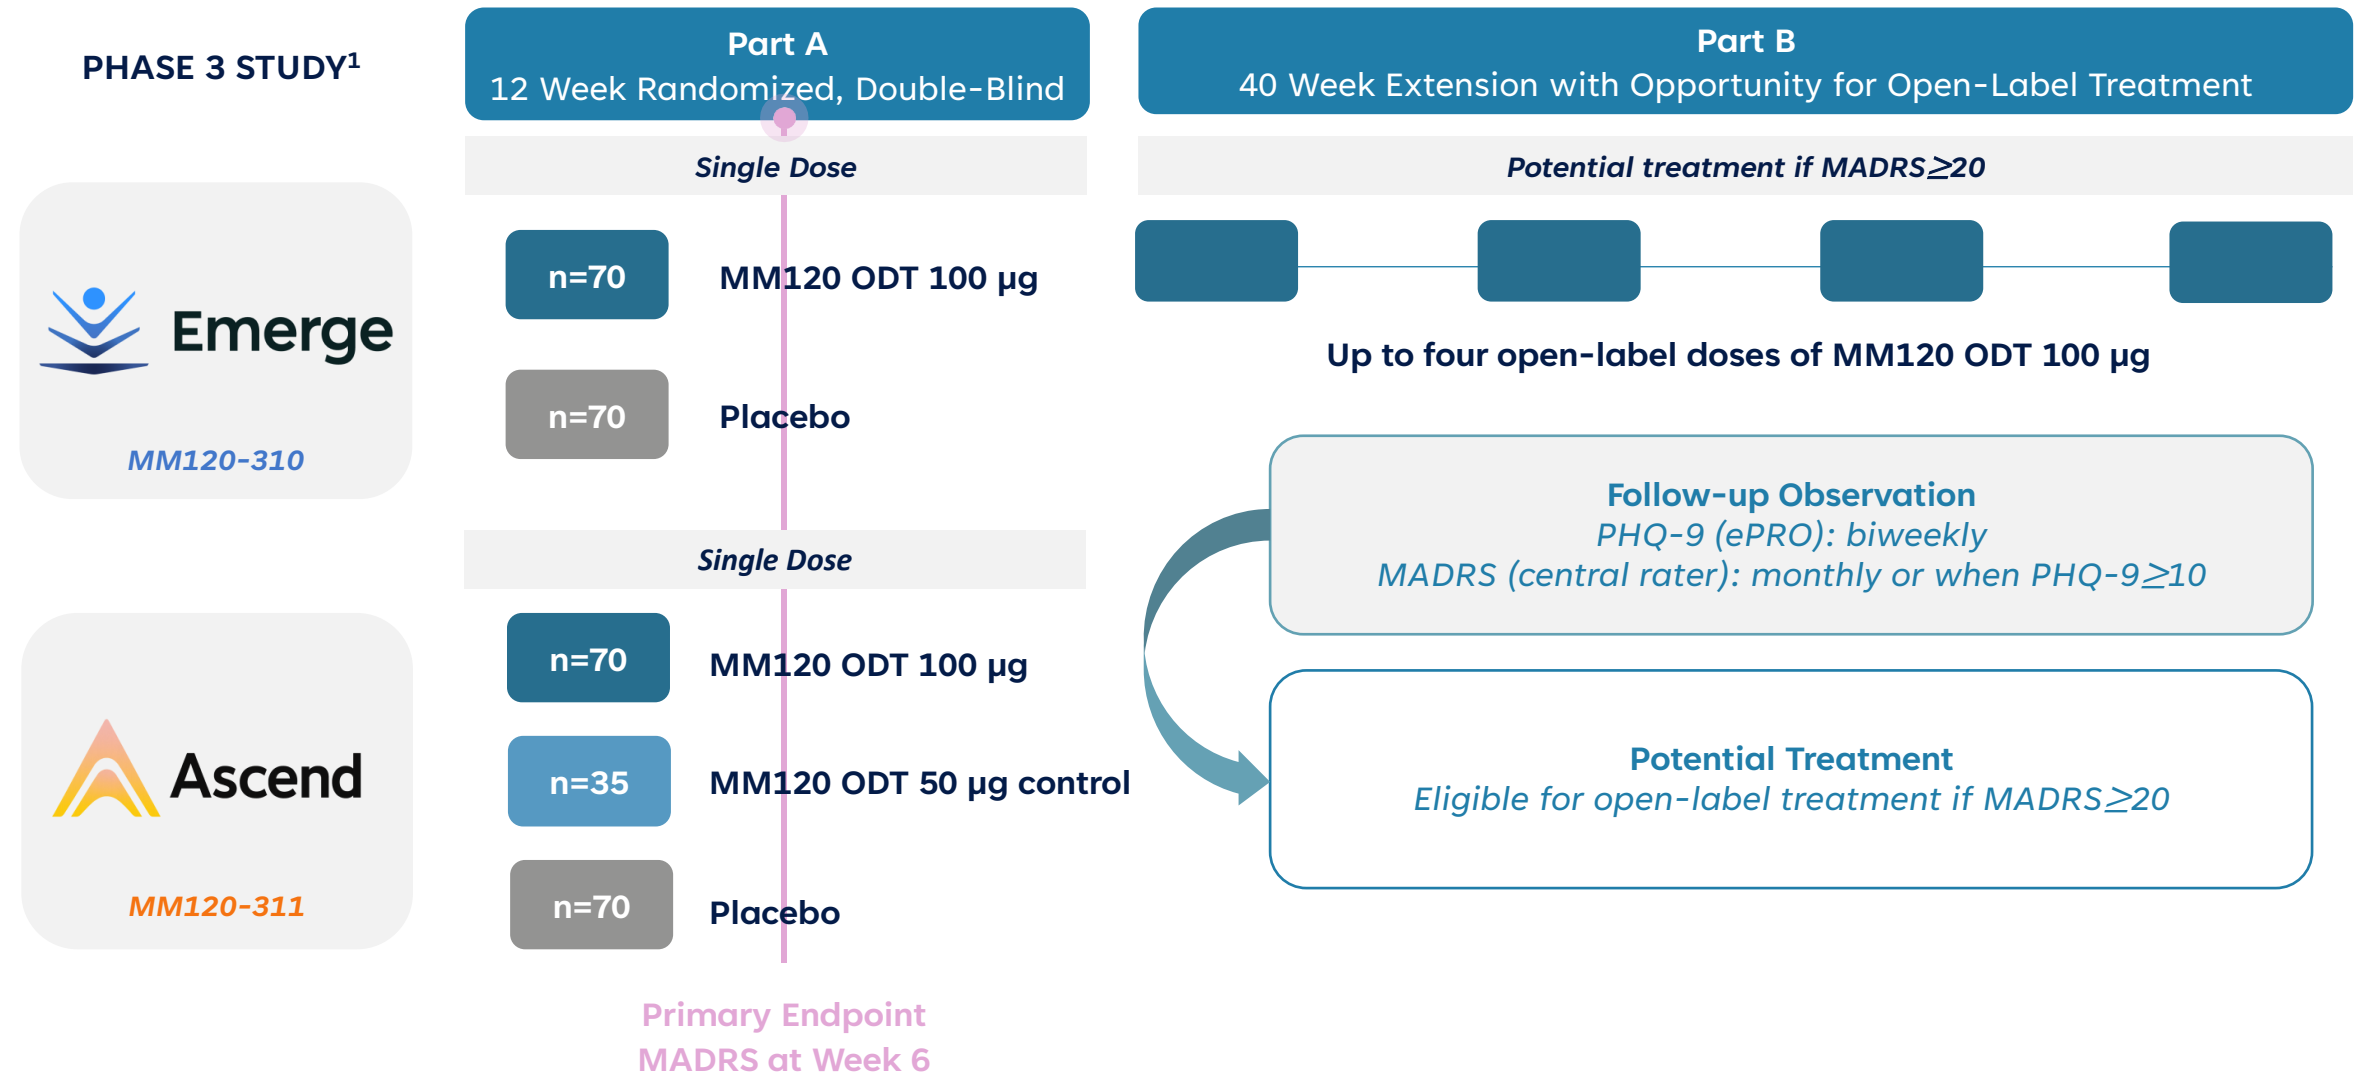 PHASE 3 STUDY¹
Part A
12 Week Randomized, Double-Blind
Part B
40 Week Extension with Opportunity for Open-Label Treatment
Single Dose
Potential treatment if MADRS≥20
Emerge
MM120-310
n=70
MM120 ODT 100 µg
n=70
Placebo
Up to four open-label doses of MM120 ODT 100 µg
Follow-up Observation
PHQ-9 (ePRO): biweekly
MADRS (central rater): monthly or when PHQ-9≥10
Single Dose
Ascend
MM120-311
n=70
MM120 ODT 100 µg
n=35
MM120 ODT 50 µg control
n=70
Placebo
Potential Treatment
Eligible for open-label treatment if MADRS≥20
Primary Endpoint
MADRS at Week 6